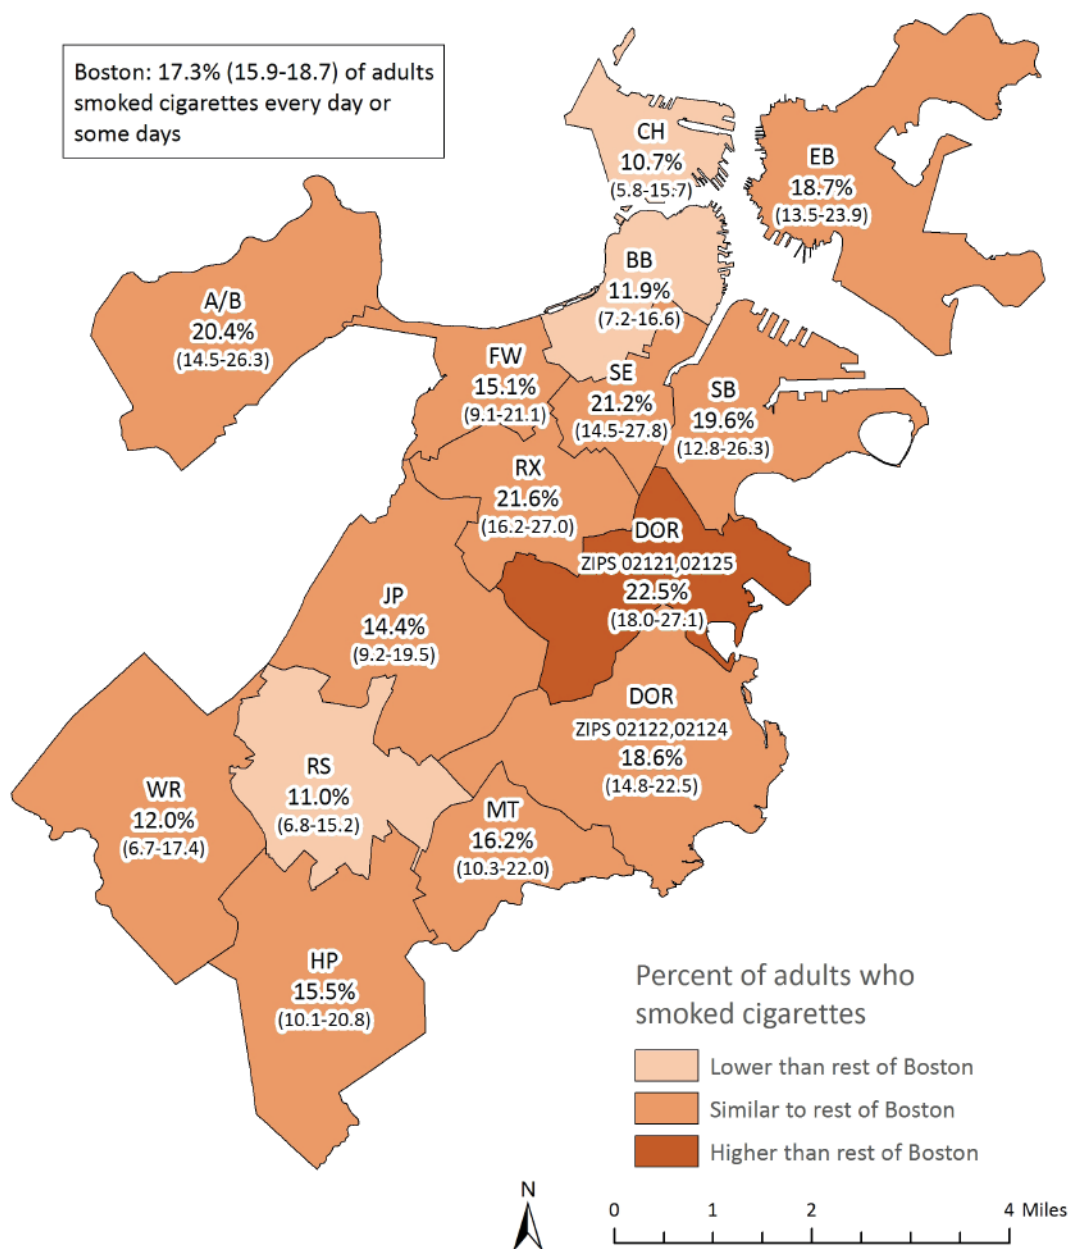 Boston: 17.3% (15.9-18.7) of adults
smoked cigarettes every day or
some days
CH
10.7%
(5.8-15.7)
EB
18.7%
(13.5-23.9)
BB
11.9%
(7.2-16.6)
A/B
20.4%
(14.5-26.3)
FW
15.1%
(9.1-21.1)
SE
21.2%
(14.5-27.8)
SB
19.6%
(12.8-26.3)
RX
21.6%
(16.2-27.0)
DOR
ZIPS 02121,02125
22.5%
(18.0-27.1)
JP
14.4%
(9.2-19.5)
DOR
ZIPS 02122,02124
18.6%
(14.8-22.5)
RS
11.0%
(6.8-15.2)
WR
12.0%
(6.7-17.4)
MT
16.2%
(10.3-22.0)
HP
15.5%
(10.1-20.8)
Percent of adults who
smoked cigarettes
Lower than rest of Boston
Similar to rest of Boston
Higher than rest of Boston
N
0 1 2 4 Miles